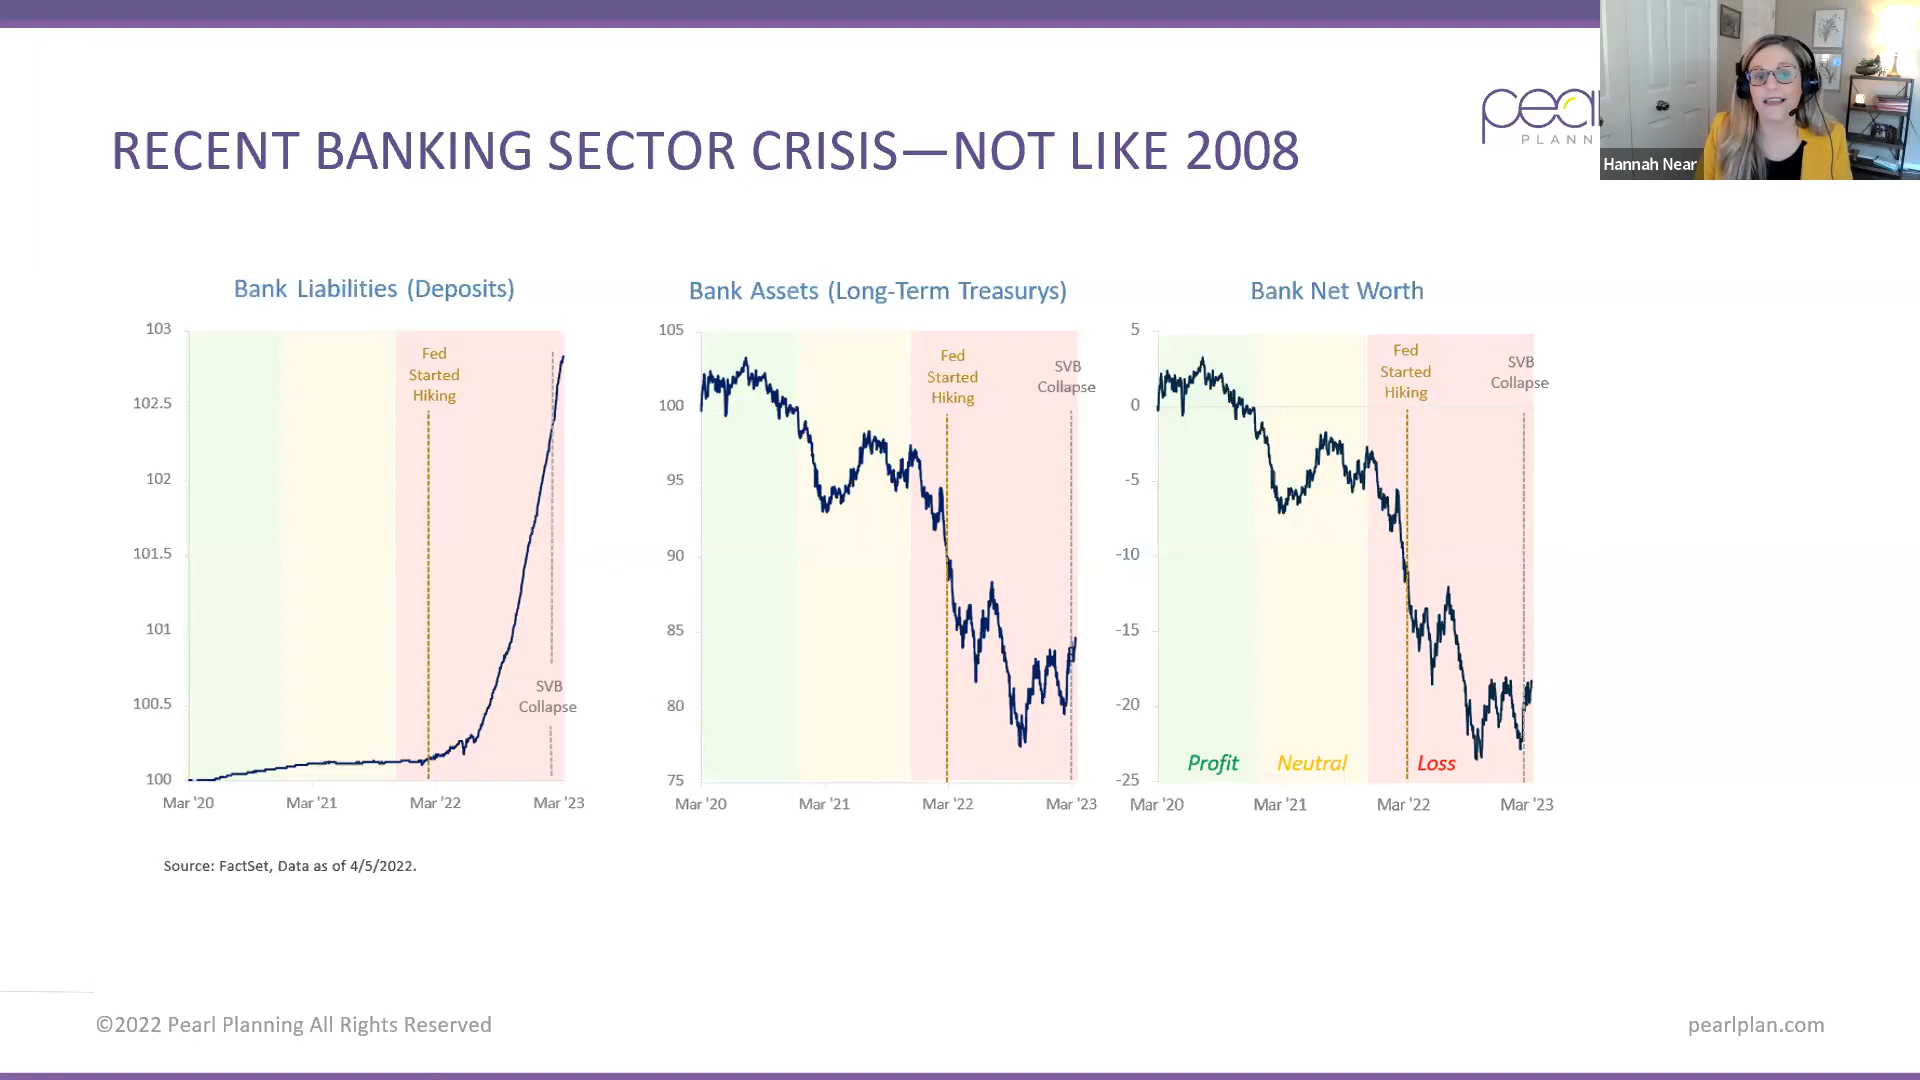 RECENT BANKING SECTOR CRISIS—NOT LIKE 2008
pear
PLANN
Hannah Near
Bank Liabilities (Deposits)
103
102.5
102
101.5
101
100.5
100
Fed
Started
Hiking
SVB
Collapse
Mar '20
Mar '21
Mar '22
Mar '23
Bank Assets (Long-Term Treasurys)
105
100
95
90
85
80
75
Fed
Started
Hiking
SVB
Collapse
Mar '20
Mar '21
Mar '22
Mar '23
Bank Net Worth
5
0
-5
-10
-15
-20
-25
Fed
Started
Hiking
SVB
Collapse
Profit
Neutral
Loss
Mar '20
Mar '21
Mar '22
Mar '23
Source: FactSet, Data as of 4/5/2022.
©2022 Pearl Planning All Rights Reserved
pearlplan.com